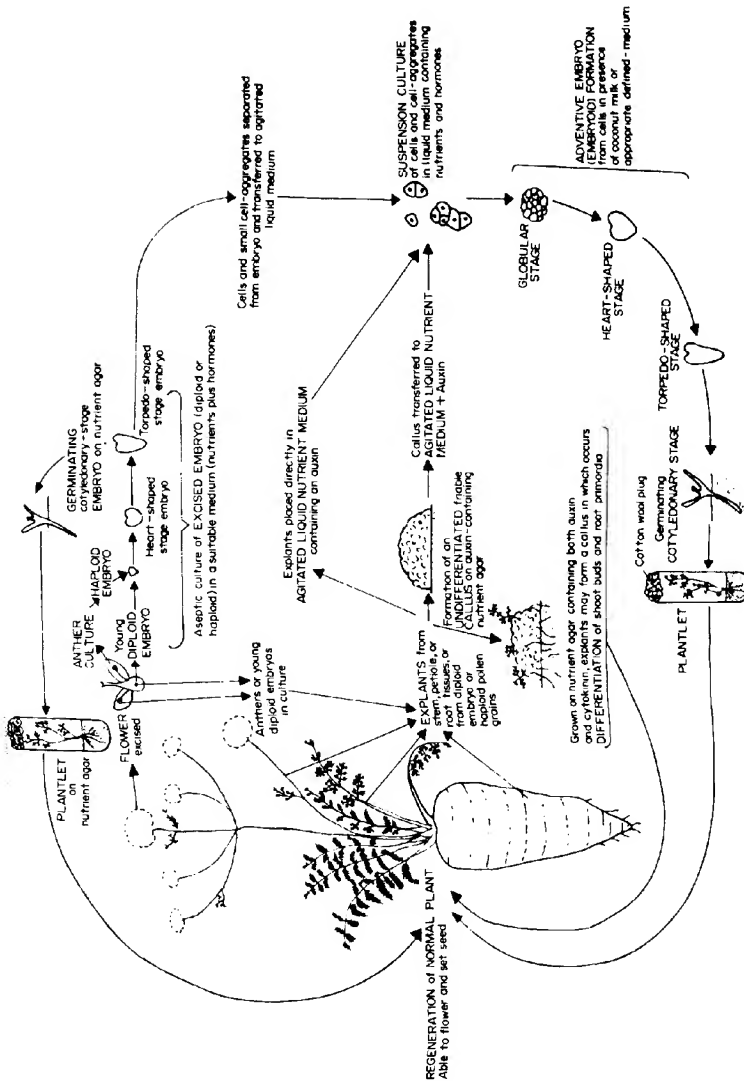 PLANTLET
on
nutrient agar
GERMINATING
cotyledonary-stage
EMBRYO on nutrient agar
FLOWER
excised
ANTHER
CULTURE
HAPLOID
EMBRYO
Young
DIPLOID
EMBRYO
Heart-shaped
stage embryo
Torpedo-shaped
stage embryo
Aseptic culture of EXCISED EMBRYO (diploid or
haploid) in a suitable medium (nutrients plus hormones)
Cells and small cell-aggregates separated
from embryo and transferred to agitated
liquid medium
Anthers or young
diploid embryos
in culture
Explants placed directly in
AGITATED LIQUID NUTRIENT MEDIUM
containing an auxin
SUSPENSION CULTURE
of cells and cell-aggregates
in liquid medium containing
nutrients and hormones
EXPLANTS from
stem, petiole, or
root tissues, or
from diploid
embryo or
haploid pollen
grains
Formation of an
UNDIFFERENTIATED friable
CALLUS on auxin-containing
nutrient agar
Callus transferred to
AGITATED LIQUID NUTRIENT
MEDIUM + Auxin
REGENERATION of NORMAL PLANT
Able to flower and set seed
Grown on nutrient agar containing both auxin
and cytokinin, explants may form a callus in which occurs
DIFFERENTIATION of shoot buds and root primordia
GLOBULAR
STAGE
HEART-SHAPED
STAGE
TORPEDO-SHAPED
STAGE
ADVENTIVE EMBRYO
(EMBRYOID) FORMATION
from cells in presence
of coconut milk or
appropriate defined-medium
Cotton wool plug
Germinating
COTYLEDONARY STAGE
PLANTLET